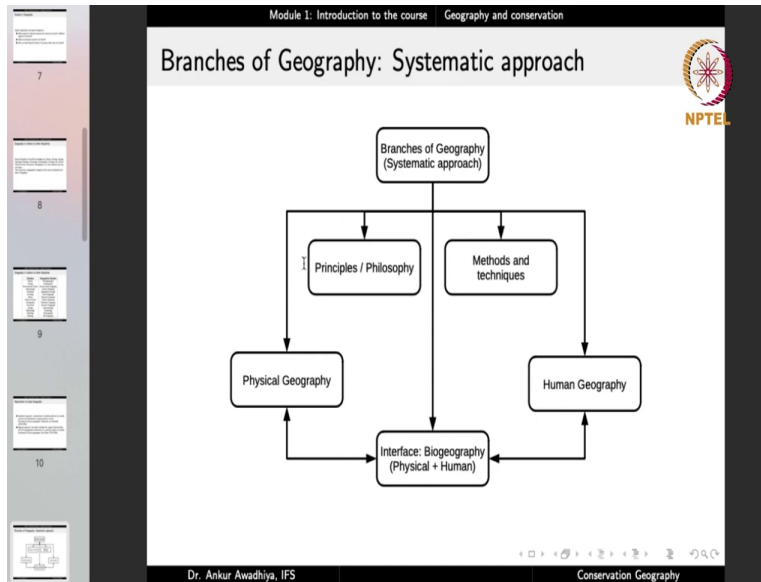 Module 1: Introduction to the course Geography and conservation
Branches of Geography: Systematic approach
NPTEL
Branches of Geography
(Systematic approach)
Principles / Philosophy
Methods and
techniques
Physical Geography
Human Geography
Interface: Biogeography
(Physical + Human)
7
8
9
10
Dr. Ankur Awadhiya, IFS Conservation Geography